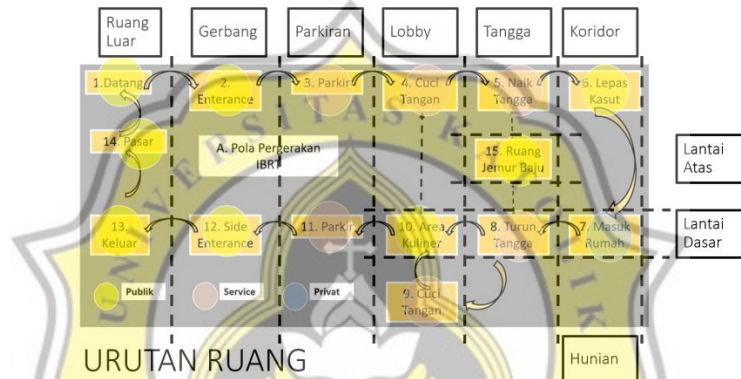 Ruang
Luar
Gerbang
Parkiran
Lobby
Tangga
Koridor
1.Datang
2.
Enterance
3. Parkir
4. Cuci
Tangan
5. Naik
Tangga
6. Lepas
Kasut
14. Pasar
A. Pola Pergerakan
IBRT
15. Ruang
Jemur Baju
Lantai
Atas
13.
Keluar
12. Side
Enterance
11. Parkir
10. Area
Kuliner
8. Turun
Tangga
7. Masuk
Rumah
Lantai
Dasar
Publik
Service
Privat
9. Cuci
Tangan
URUTAN RUANG
Hunian